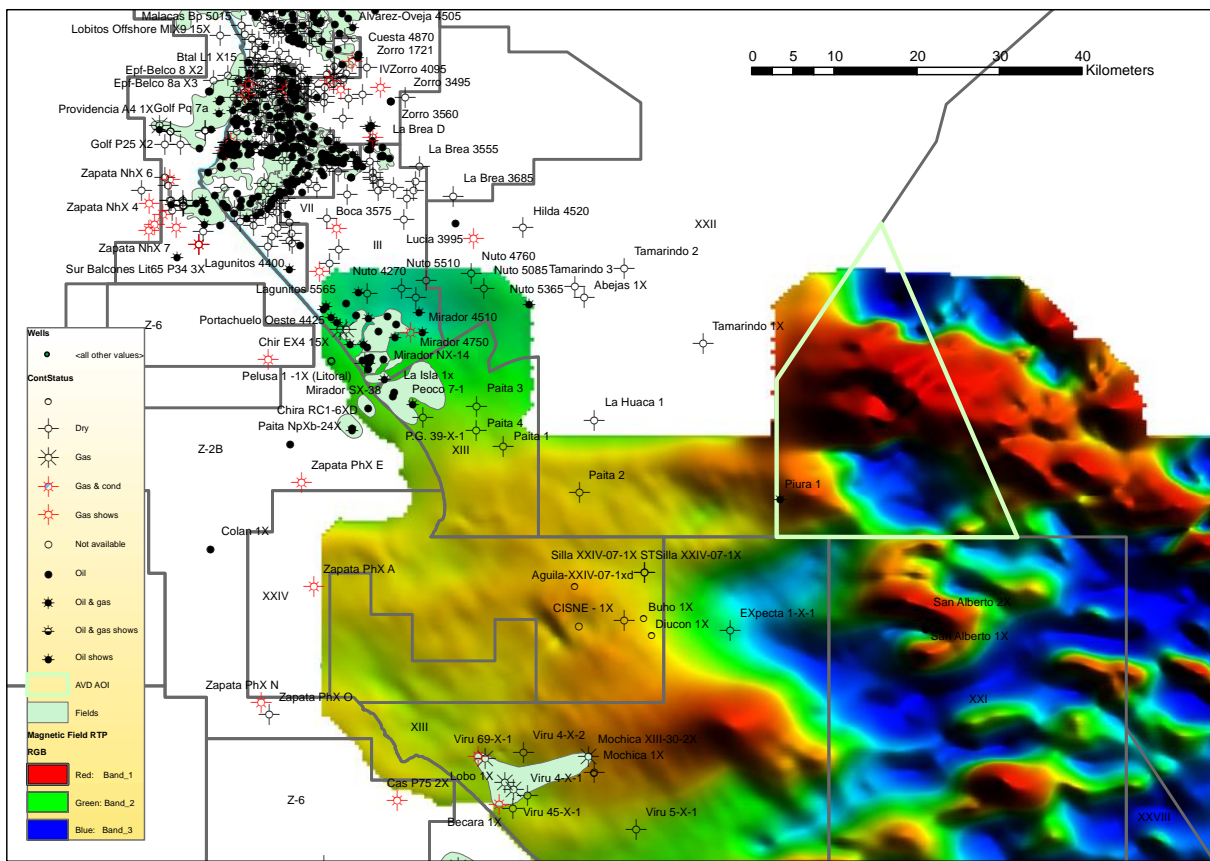 Malacas Bp 5015
Alvarez-Oveja 4505
Lobitos Offshore MIX9 15X
Cuesta 4870
Zorro 1721
Btal L1 X15
IVZorro 4095
Epf-Belco 8 X2
Epf-Belco 8a X3
Zorro 3495
0 5 10 20 30 40
Kilometers
Providencia A4 1X
Golf Pq 7a
Zorro 3560
La Brea D
Golf P25 X2
La Brea 3555
Zapata NhX 6
La Brea 3685
Zapata NhX 4
VII
Boca 3575
Hilda 4520
XXII
III
Lucia 3995
Zapata NhX 7
Tamarindo 2
Nuto 4760
Sur Balcones Lit65 P34 3X
Lagunitos 4400
Nuto 4270
Nuto 5510
Nuto 5085
Tamarindo 3
Abejas 1X
Lagunitos 5565
Nuto 5365
Z-6
Portachuelo Oeste 4425
Mirador 4510
Tamarindo 1X
Chir EX4 15X
Mirador 4750
Mirador NX-14
Pelusa 1 -1X (Litoral)
La Isla 1x
Mirador SX-38
Peoco 7-1
Paita 3
Chira RC1-6XD
La Huaca 1
Paita NpXb-24X
Paita 4
P.G. 39-X-1
Paita 1
Z-2B
XIII
Zapata PhX E
Paita 2
Piura 1
Colan 1X
Silla XXIV-07-1X STSilla XXIV-07-1X
Zapata PhX A
Aguila-XXIV-07-1xd
XXIV
CISNE - 1X
Buho 1X
Diucon 1X
EXpecta 1-X-1
San Alberto 2X
San Alberto 1X
Zapata PhX N
Zapata PhX O
XXI
XIII
Viru 69-X-1
Viru 4-X-2
Mochica XIII-30-2X
Mochica 1X
Lobo 1X
Viru 4-X-1
Cas P75 2X
Z-6
Becara 1X
Viru 45-X-1
Viru 5-X-1
XXVIII
Wells
<all other values>
ContStatus
Dry
Gas
Gas & cond
Gas shows
Not available
Oil
Oil & gas
Oil & gas shows
Oil shows
AVD AOI
Fields
Magnetic Field RTP
RGB
Red: Band_1
Green: Band_2
Blue: Band_3